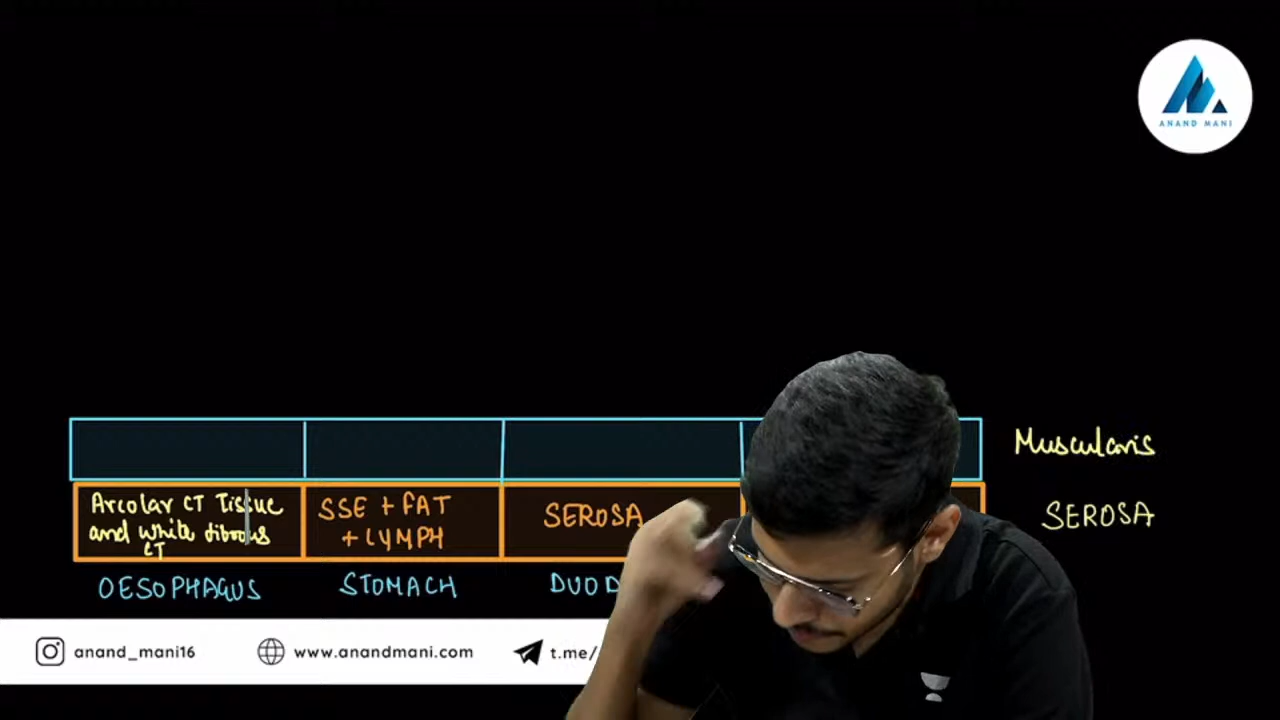 ANAND MANI
Muscularis
Areolar CT Tissue
and white fibrous
CT
SSE + FAT
+ LYMPH
SEROSA
SEROSA
OESOPHAGUS
STOMACH
DUOD
anand_mani16
www.anandmani.com
t.me/